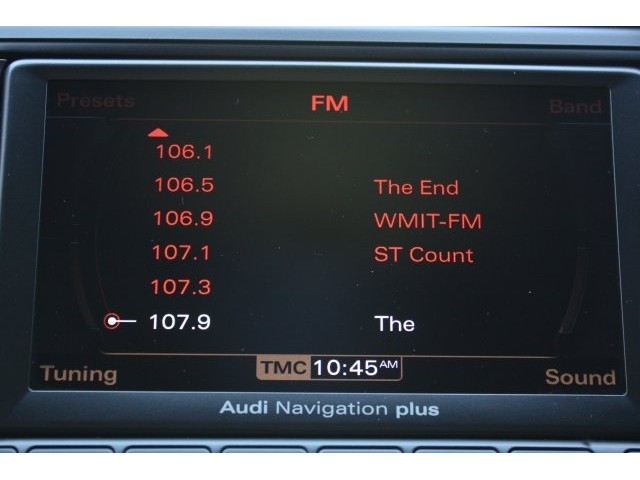 Presets FM Band
106.1
106.5 The End
106.9 WMIT-FM
107.1 ST Count
107.3
107.9 The
Tuning TMC 10:45AM Sound
Audi Navigation plus